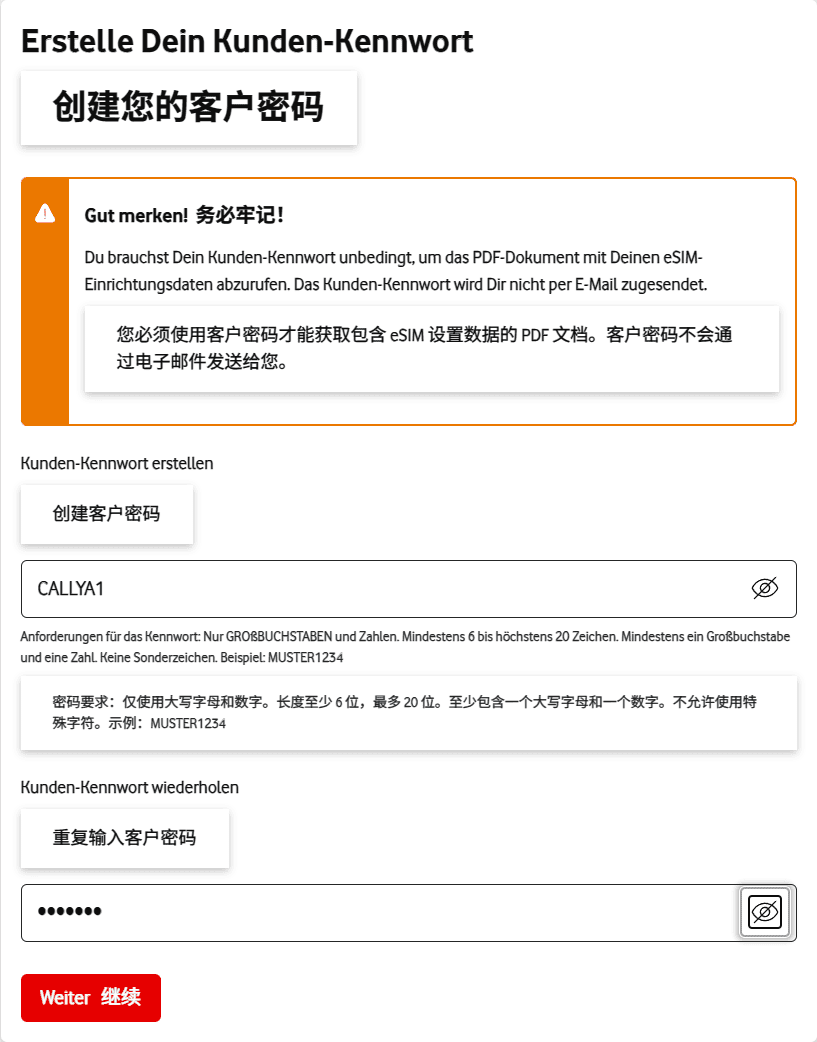 Erstelle Dein Kunden-Kennwort
创建您的客户密码
Gut merken! 务必牢记！
Du brauchst Dein Kunden-Kennwort unbedingt, um das PDF-Dokument mit Deinen eSIM-
Einrichtungsdaten abzurufen. Das Kunden-Kennwort wird Dir nicht per E-Mail zugesendet.
您必须使用客户密码才能获取包含 eSIM 设置数据的 PDF 文档。客户密码不会通
过电子邮件发送给您。
Kunden-Kennwort erstellen
创建客户密码
CALLYA1
Anforderungen für das Kennwort: Nur GROßBUCHSTABEN und Zahlen. Mindestens 6 bis höchstens 20 Zeichen. Mindestens ein Großbuchstabe
und eine Zahl. Keine Sonderzeichen. Beispiel: MUSTER1234
密码要求：仅使用大写字母和数字。长度至少 6 位，最多 20 位。至少包含一个大写字母和一个数字。不允许使用特
殊字符。示例：MUSTER1234
Kunden-Kennwort wiederholen
重复输入客户密码
•••••••
Weiter 继续